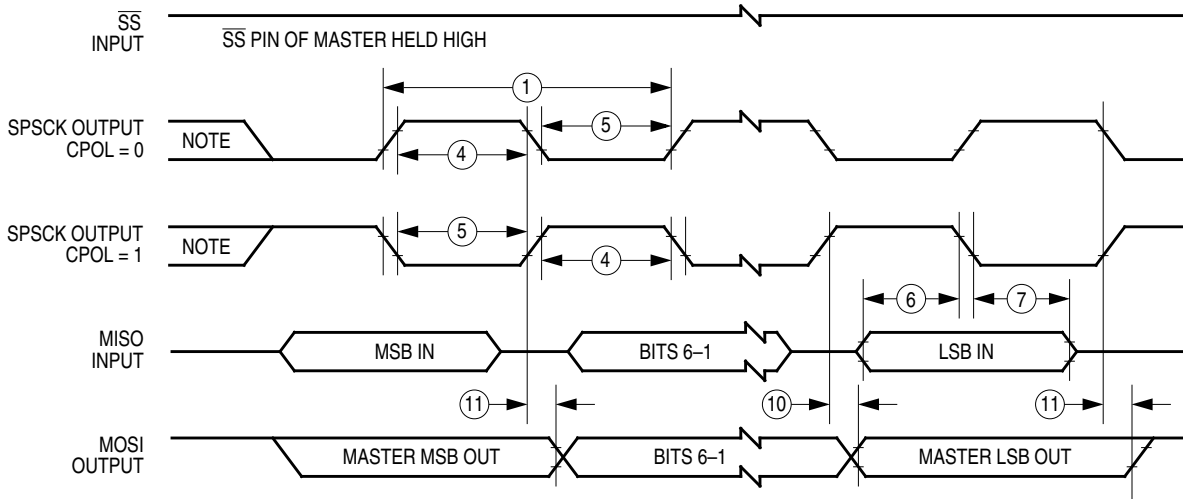 SS
INPUT
SS PIN OF MASTER HELD HIGH
1
SPSCK OUTPUT
CPOL = 0
NOTE
4
5
SPSCK OUTPUT
CPOL = 1
NOTE
5
4
6
7
MISO
INPUT
MSB IN
BITS 6–1
LSB IN
11
10
11
MOSI
OUTPUT
MASTER MSB OUT
BITS 6–1
MASTER LSB OUT